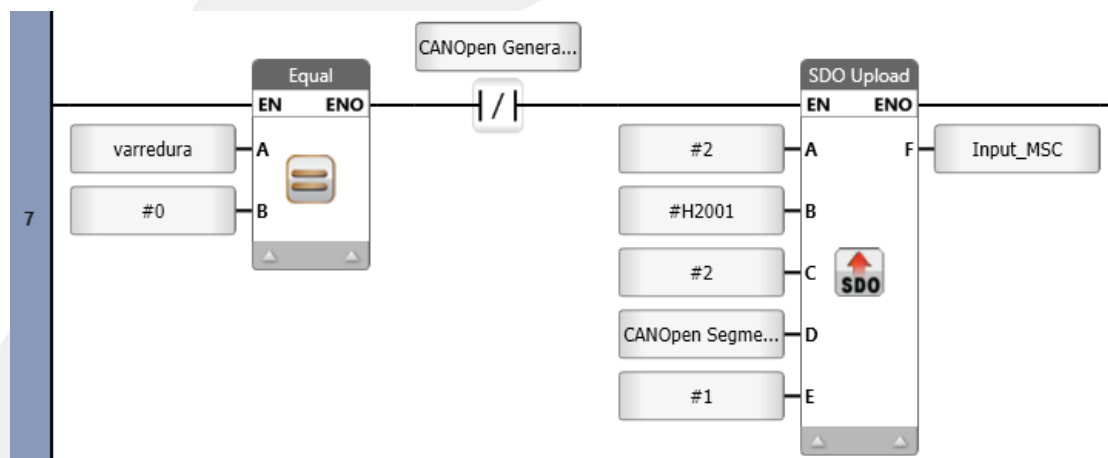 CANOpen Genera...
Equal
SDO Upload
EN ENO
/
EN ENO
varredura
A
#2
A
F
Input_MSC
7
#0
B
#H2001
B
#2
C
SDO
CANOpen Segme...
D
#1
E